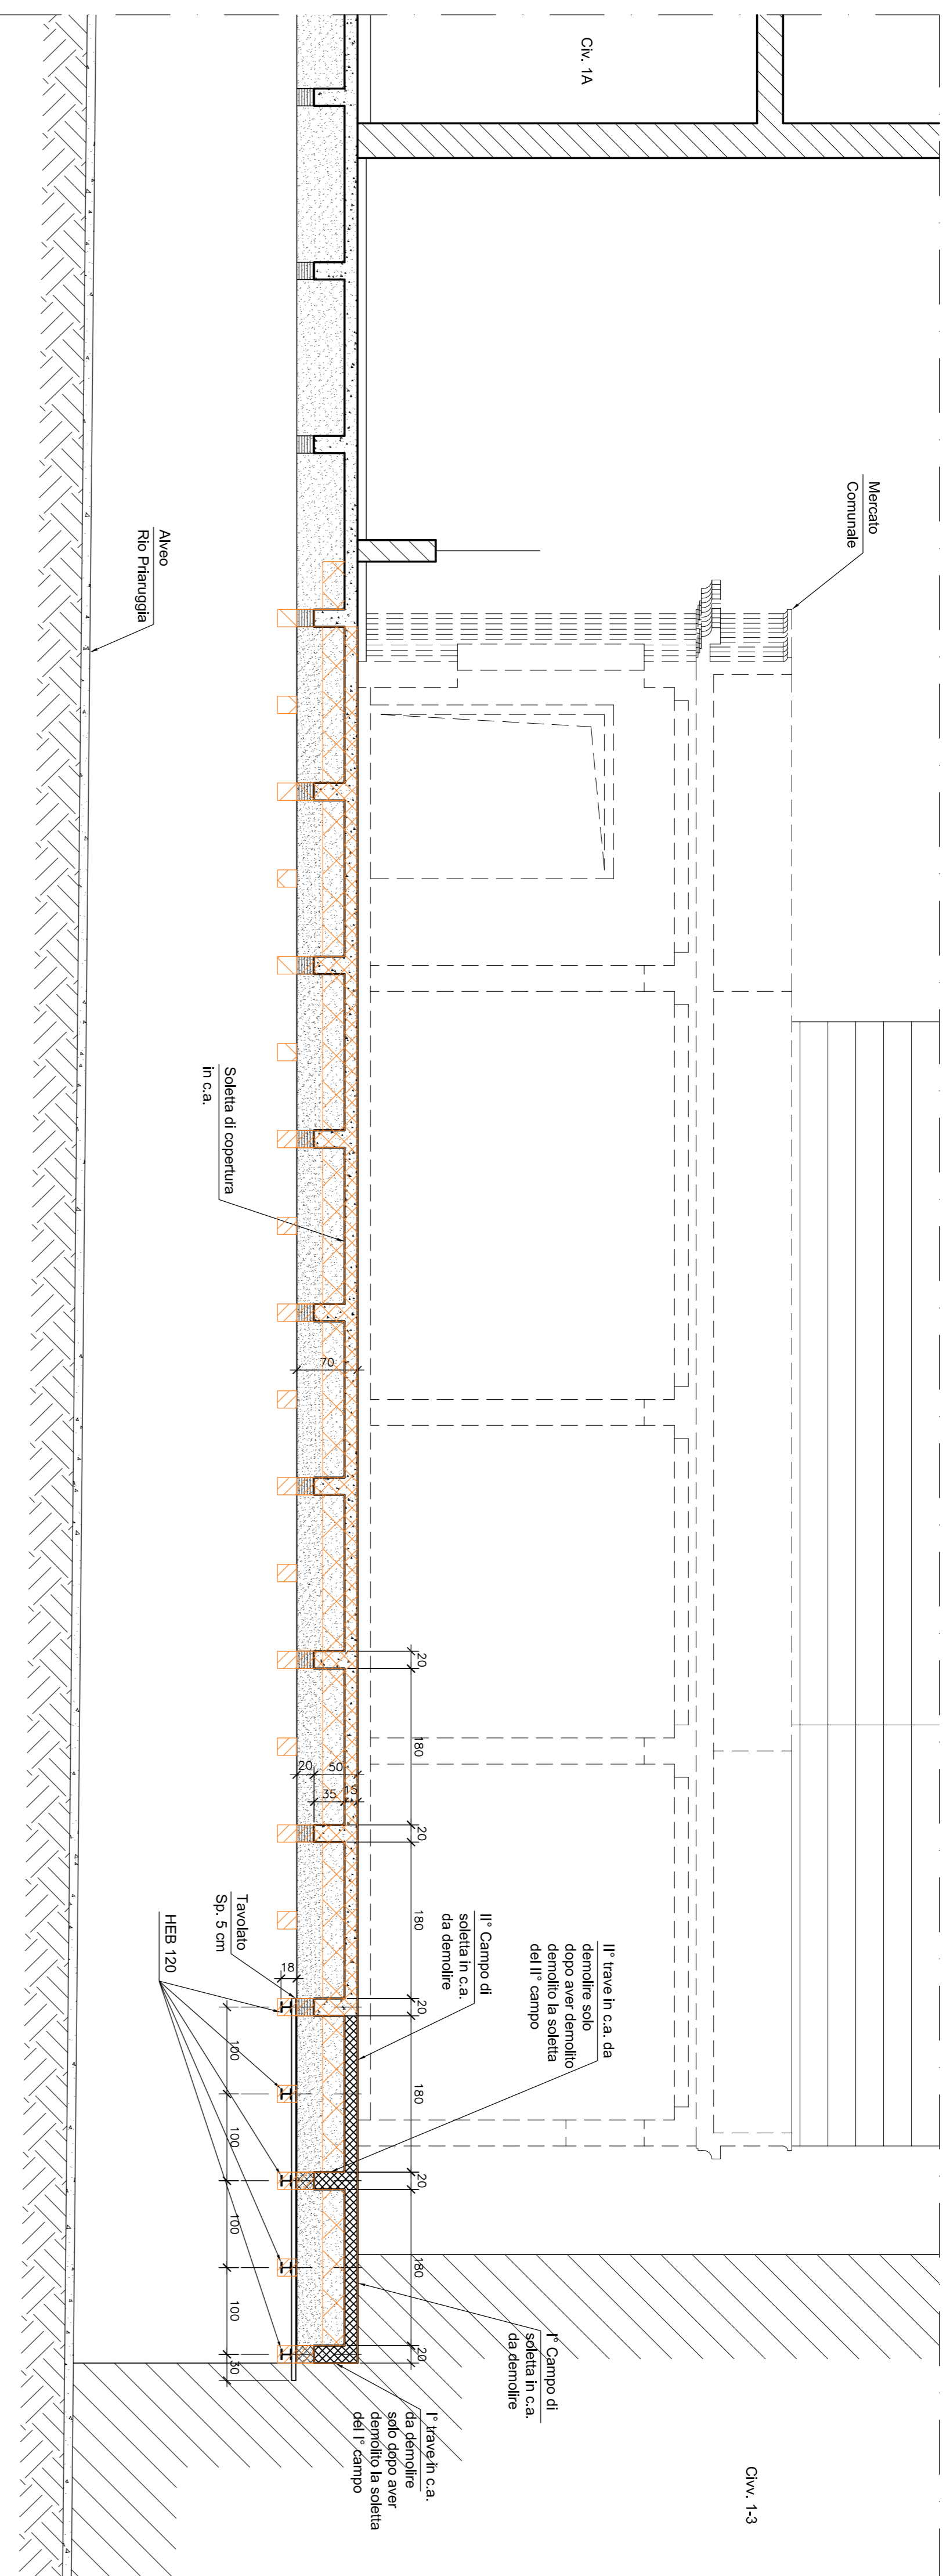 Civ. 1A
Mercato
Comunale
Civv. 1-3
Alveo
Rio Priaruggia
Soletta di copertura
in c.a.
70
20
180
20
180
20
180
20
180
20
20
50
35
15
II° Campo di
soletta in c.a.
da demolire
II° trave in c.a. da
demolire solo
dopo aver demolito
demolito la soletta
del II° campo
I° Campo di
soletta in c.a.
da demolire
I° trave in c.a.
da demolire
solo dopo aver
demolito la soletta
del I° campo
Tavolato
Sp. 5 cm
HEB 120
18
100
100
100
100
30